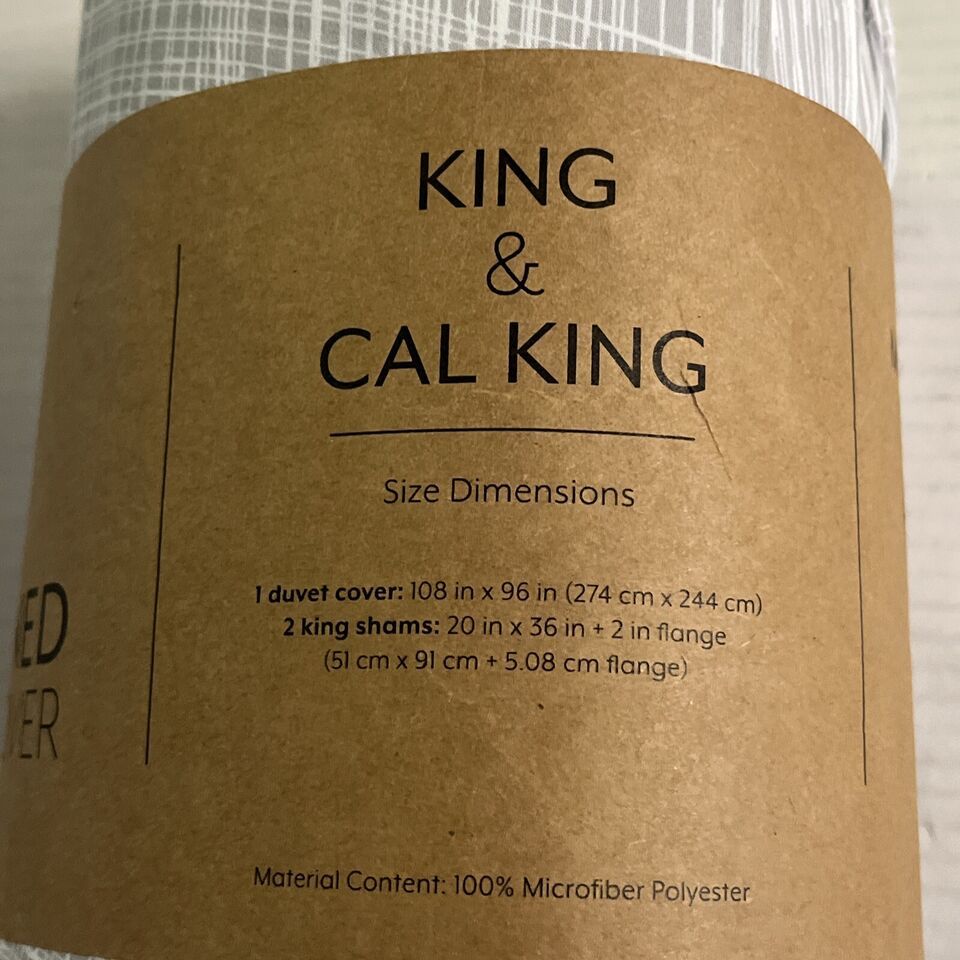 KING
&
CAL KING
Size Dimensions
1 duvet cover: 108 in x 96 in (274 cm x 244 cm)
2 king shams: 20 in x 36 in + 2 in flange
(51 cm x 91 cm + 5.08 cm flange)
Material Content: 100% Microfiber Polyester